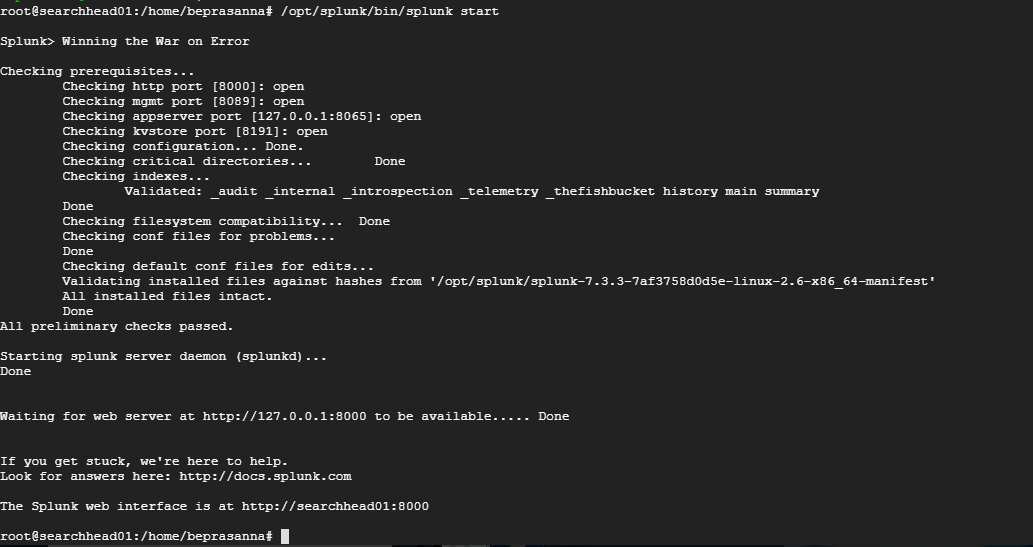 root@searchhead01:/home/beprasanna# /opt/splunk/bin/splunk start
Splunk> Winning the War on Error
Checking prerequisites...
Checking http port [8000]: open
Checking mgmt port [8089]: open
Checking appserver port [127.0.0.1:8065]: open
Checking kvstore port [8191]: open
Checking configuration... Done.
Checking critical directories... Done
Checking indexes...
Validated: _audit _internal _introspection _telemetry _thefishbucket history main summary
Done
Checking filesystem compatibility... Done
Checking conf files for problems...
Done
Checking default conf files for edits...
Validating installed files against hashes from '/opt/splunk/splunk-7.3.3-7af3758d0d5e-linux-2.6-x86_64-manifest'
All installed files intact.
Done
All preliminary checks passed.
Starting splunk server daemon (splunkd)...
Done
Waiting for web server at http://127.0.0.1:8000 to be available..... Done
If you get stuck, we're here to help.
Look for answers here: http://docs.splunk.com
The Splunk web interface is at http://searchhead01:8000
root@searchhead01:/home/beprasanna#